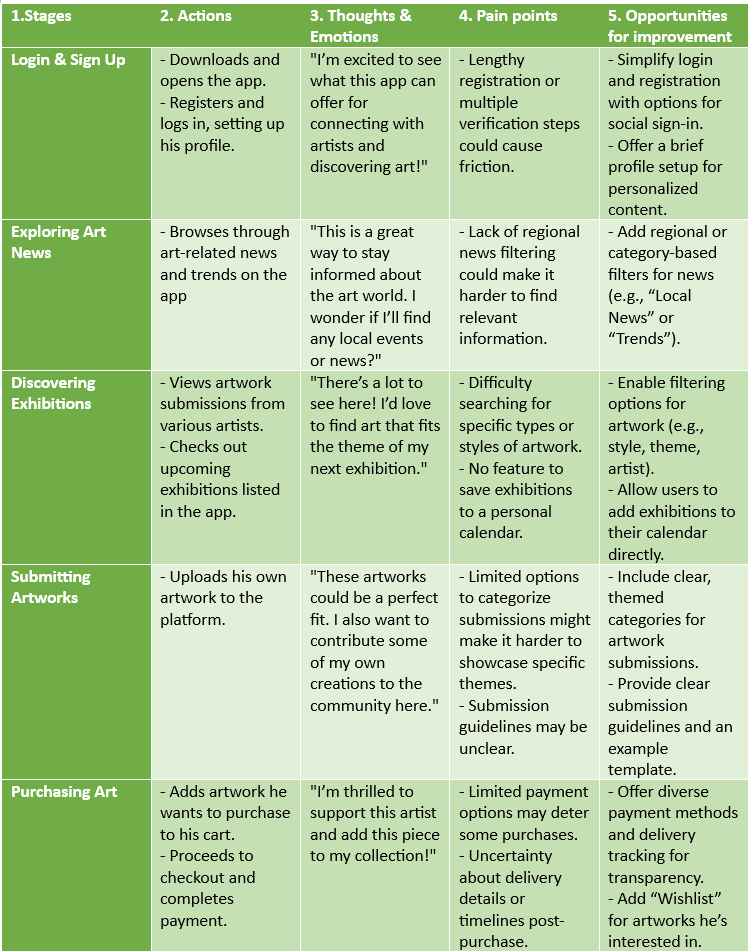 1.Stages
2. Actions
3. Thoughts &
Emotions
4. Pain points
5. Opportunities
for improvement
Login & Sign Up
- Downloads and
opens the app.
- Registers and
logs in, setting up
his profile.
"I’m excited to see
what this app can
offer for
connecting with
artists and
discovering art!"
- Lengthy
registration or
multiple
verification steps
could cause
friction.
- Simplify login
and registration
with options for
social sign-in.
- Offer a brief
profile setup for
personalized
content.
Exploring Art
News
- Browses through
art-related news
and trends on the
app
"This is a great
way to stay
informed about
the art world. I
wonder if I’ll find
any local events
or news?"
- Lack of regional
news filtering
could make it
harder to find
relevant
information.
- Add regional or
category-based
filters for news
(e.g., “Local
News” or
“Trends”).
Discovering
Exhibitions
- Views artwork
submissions from
various artists.
- Checks out
upcoming
exhibitions listed
in the app.
"There’s a lot to
see here! I’d love
to find art that fits
the theme of my
next exhibition."
- Difficulty
searching for
specific types or
styles of artwork.
- No feature to
save exhibitions
to a personal
calendar.
- Enable filtering
options for
artwork (e.g.,
style, theme,
artist).
- Allow users to
add exhibitions to
their calendar
directly.
Submitting
Artworks
- Uploads his own
artwork to the
platform.
"These artworks
could be a perfect
fit. I also want to
contribute some
of my own
creations to the
community here."
- Limited options
to categorize
submissions might
make it harder to
showcase specific
themes.
- Submission
guidelines may be
unclear.
- Include clear,
themed
categories for
artwork
submissions.
- Provide clear
submission
guidelines and an
example
template.
Purchasing Art
- Adds artwork he
wants to purchase
to his cart.
- Proceeds to
checkout and
completes
payment.
"I’m thrilled to
support this artist
and add this piece
to my collection!"
- Limited payment
options may deter
some purchases.
- Uncertainty
about delivery
details or
timelines post-
purchase.
- Offer diverse
payment methods
and delivery
tracking for
transparency.
- Add “Wishlist”
for artworks he’s
interested in.